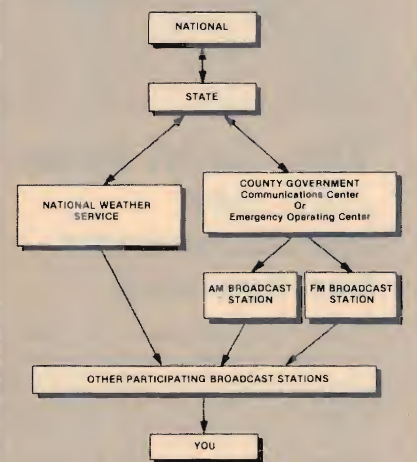 NATIONAL
STATE
NATIONAL WEATHER
SERVICE
COUNTY GOVERNMENT
Communications Center
Or
Emergency Operating Center
AM BROADCAST
STATION
FM BROADCAST
STATION
OTHER PARTICIPATING BROADCAST STATIONS
YOU